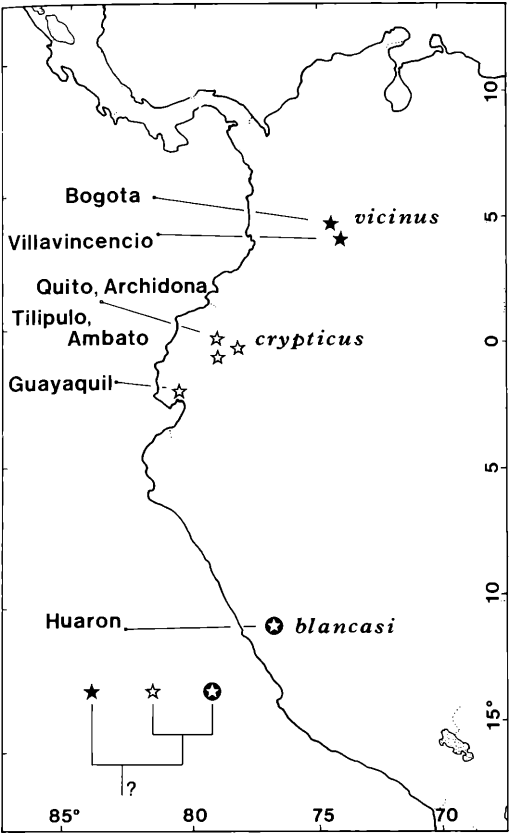 10
Bogota
vicinus
5
Villavincencio
Quito, Archidona
Tilipulo,
Ambato
crypticus
0
Guayaquil
5
10
Huaron
blancasi
15°
?
85° 80 75 70